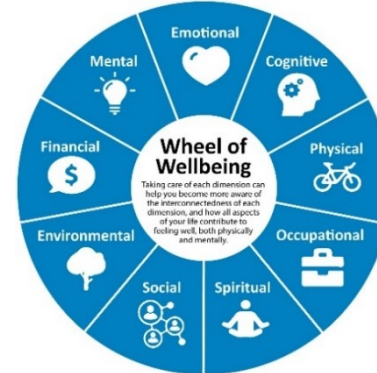 Emotional
Cognitive
Physical
Occupational
Spiritual
Social
Environmental
Financial
$
Mental
Wheel of
Wellbeing
Taking care of each dimension can
help you become more aware of
the interconnectedness of each
dimension, and how all aspects
of your life contribute to
feeling well, both physically
and mentally.